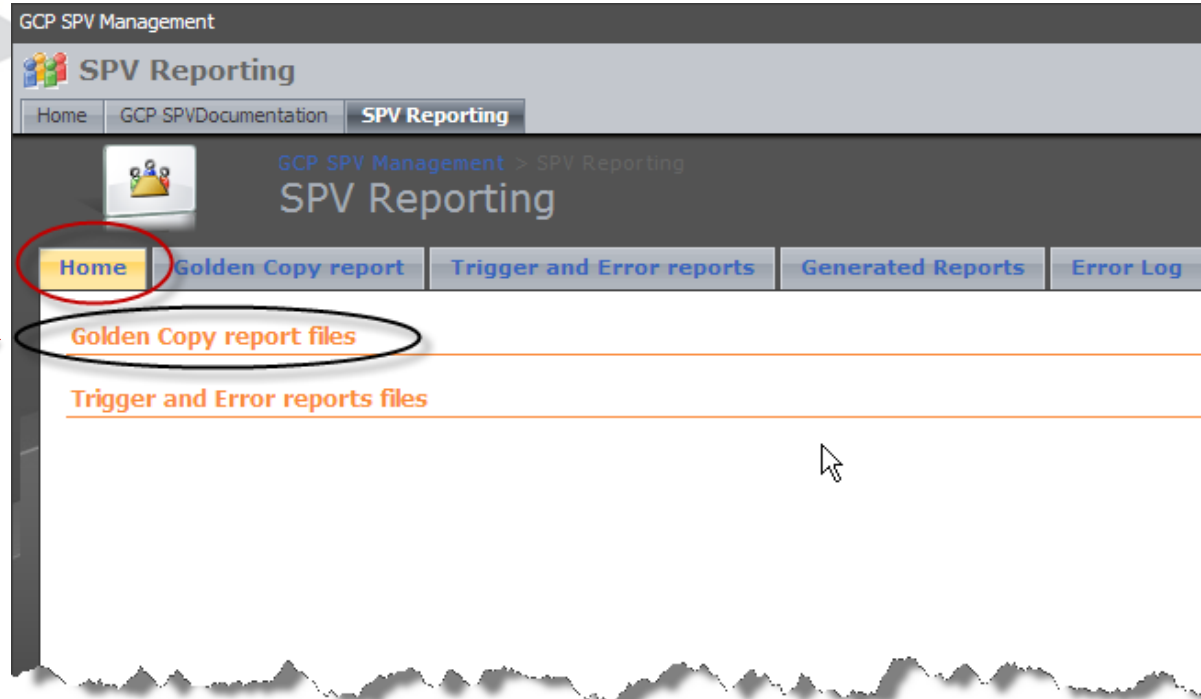 GCP SPV Management
SPV Reporting
Home GCP SPVDocumentation SPV Reporting
GCP SPV Management > SPV Reporting
SPV Reporting
Home Golden Copy report Trigger and Error reports Generated Reports Error Log
Golden Copy report files
Trigger and Error reports files